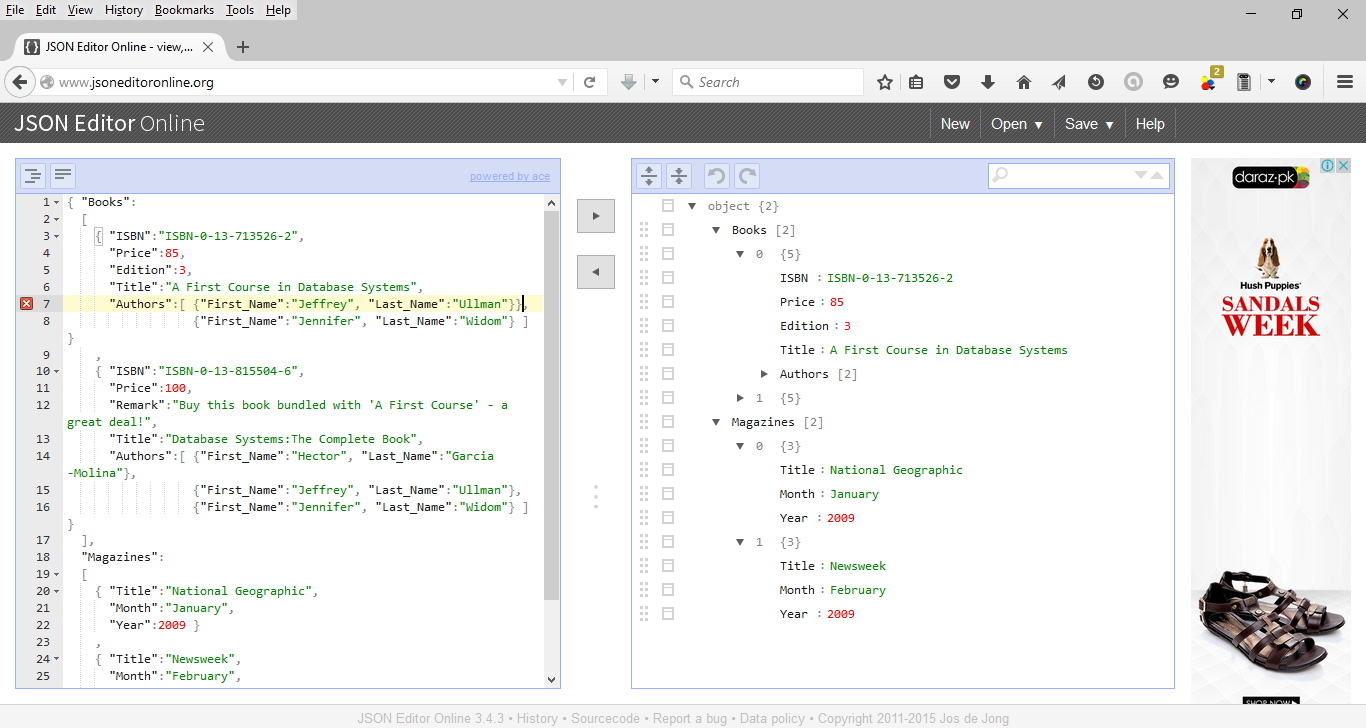 File Edit View History Bookmarks Tools Help
JSON Editor Online - view,...
www.jsoneditoronline.org
Search
2
JSON Editor Online
New Open Save Help
powered by ace
1 { "Books":
2 [
3 { "ISBN":"ISBN-0-13-713526-2",
4 "Price":85,
5 "Edition":3,
6 "Title":"A First Course in Database Systems",
7 "Authors":[ {"First_Name":"Jeffrey", "Last_Name":"Ullman"}},
8 {"First_Name":"Jennifer", "Last_Name":"Widom"} ]
}
9 ,
10 { "ISBN":"ISBN-0-13-815504-6",
11 "Price":100,
12 "Remark":"Buy this book bundled with 'A First Course' - a
great deal!",
13 "Title":"Database Systems:The Complete Book",
14 "Authors":[ {"First_Name":"Hector", "Last_Name":"Garcia
-Molina"},
15 {"First_Name":"Jeffrey", "Last_Name":"Ullman"},
16 {"First_Name":"Jennifer", "Last_Name":"Widom"} ]
}
17 ],
18 "Magazines":
19 [
20 { "Title":"National Geographic",
21 "Month":"January",
22 "Year":2009 }
23 ,
24 { "Title":"Newsweek",
25 "Month":"February",
object {2}
Books [2]
0 {5}
ISBN : ISBN-0-13-713526-2
Price : 85
Edition : 3
Title : A First Course in Database Systems
Authors [2]
1 {5}
Magazines [2]
0 {3}
Title : National Geographic
Month : January
Year : 2009
1 {3}
Title : Newsweek
Month : February
Year : 2009
daraz.pk
Hush Puppies
SANDALS
WEEK
SHOP NOW
JSON Editor Online 3.4.3 • History • Sourcecode • Report a bug • Data policy • Copyright 2011-2015 Jos de Jong